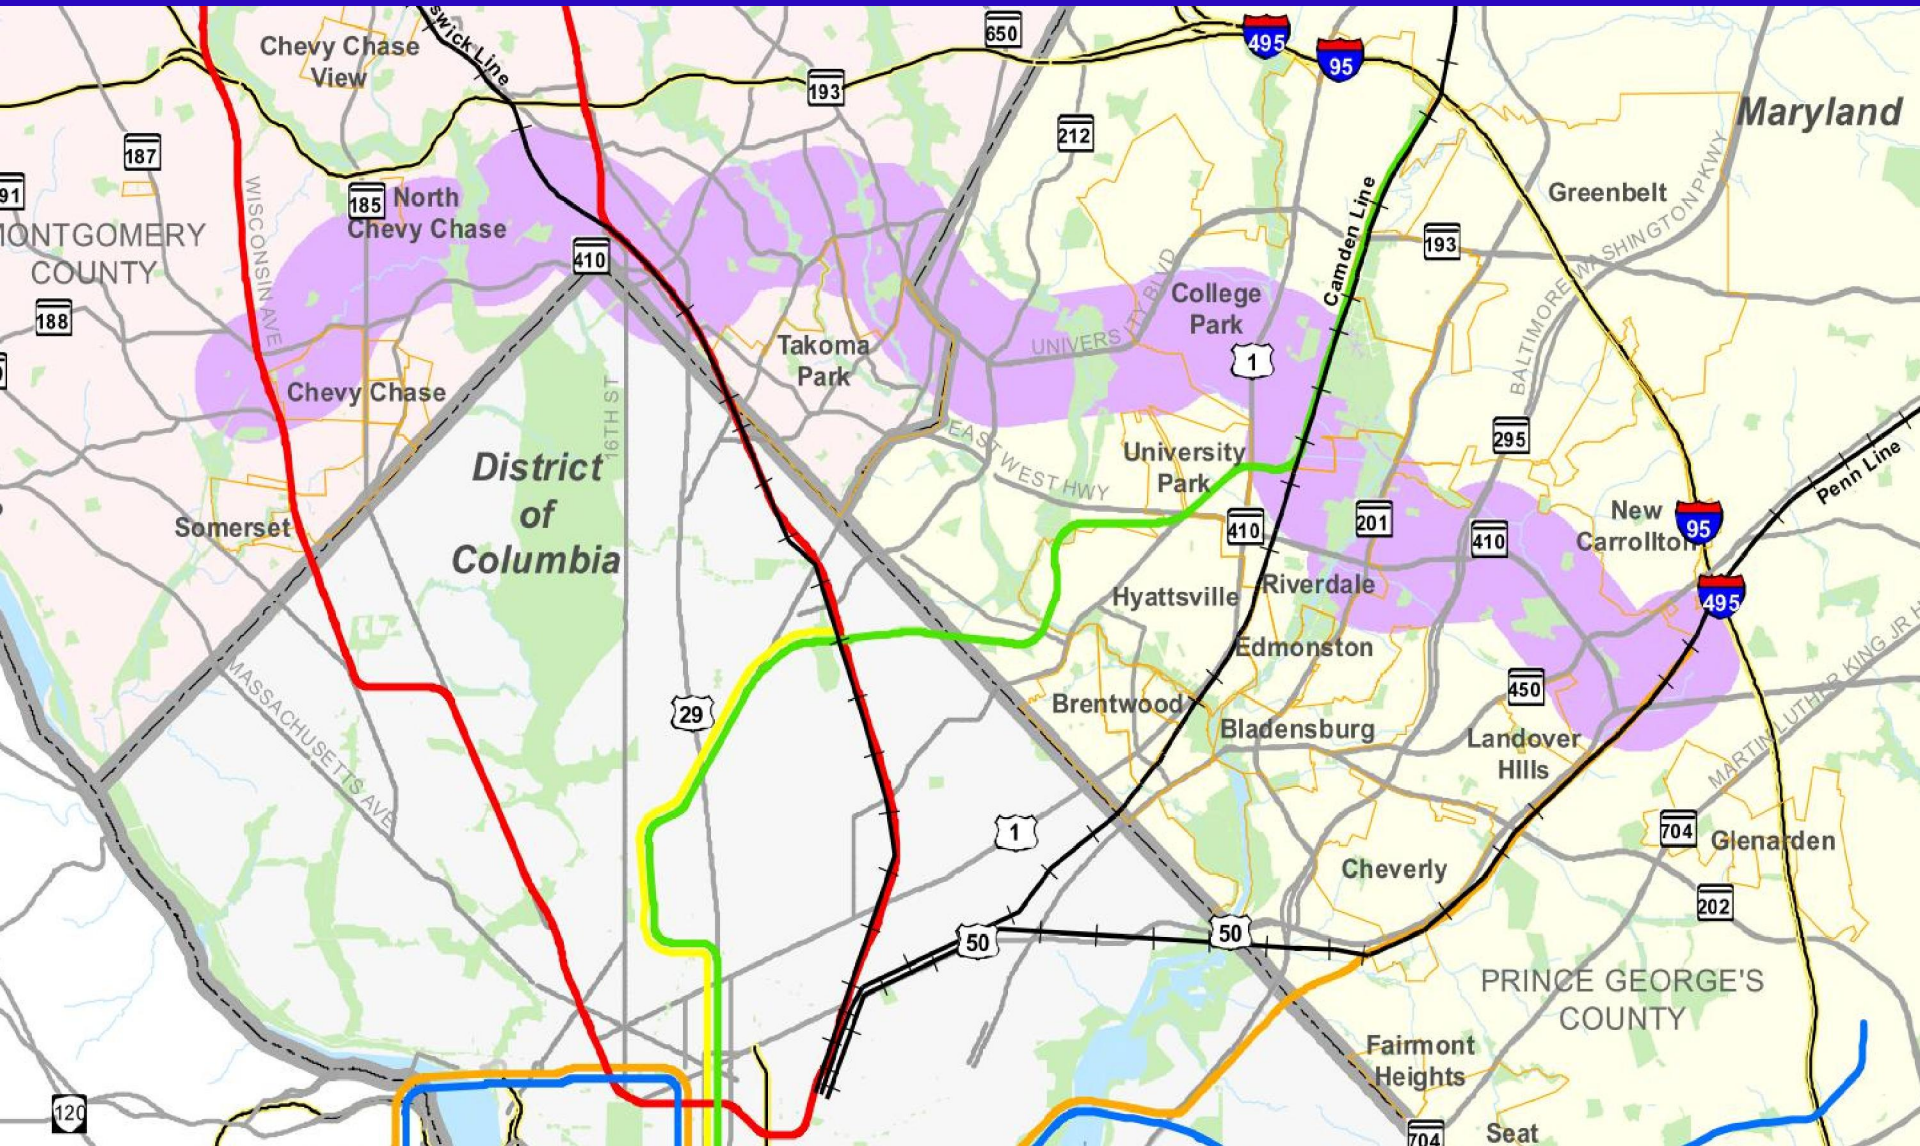 swick Line
650
495
95
Chevy Chase
View
193
Maryland
212
187
WISCONSIN AVE
91
185
North
Chevy Chase
Greenbelt
MONTGOMERY
COUNTY
410
Camden Line
193
BALTIMORE-WASHINGTON PKWY
188
College
Park
UNIVERSITY BLVD
1
Takoma
Park
Chevy Chase
16TH ST
295
EAST WEST HWY
University
Park
Penn Line
District
of
Columbia
Somerset
410
201
410
New
Carrollton
95
Hyattsville
Riverdale
495
Edmonston
MASSACHUSETTS AVE
29
Brentwood
450
Bladensburg
Landover
HIlls
MARTIN LUTHER KING JR H
1
704
Glenarden
Cheverly
202
50
50
PRINCE GEORGE'S
COUNTY
Fairmont
Heights
120
704
Seat